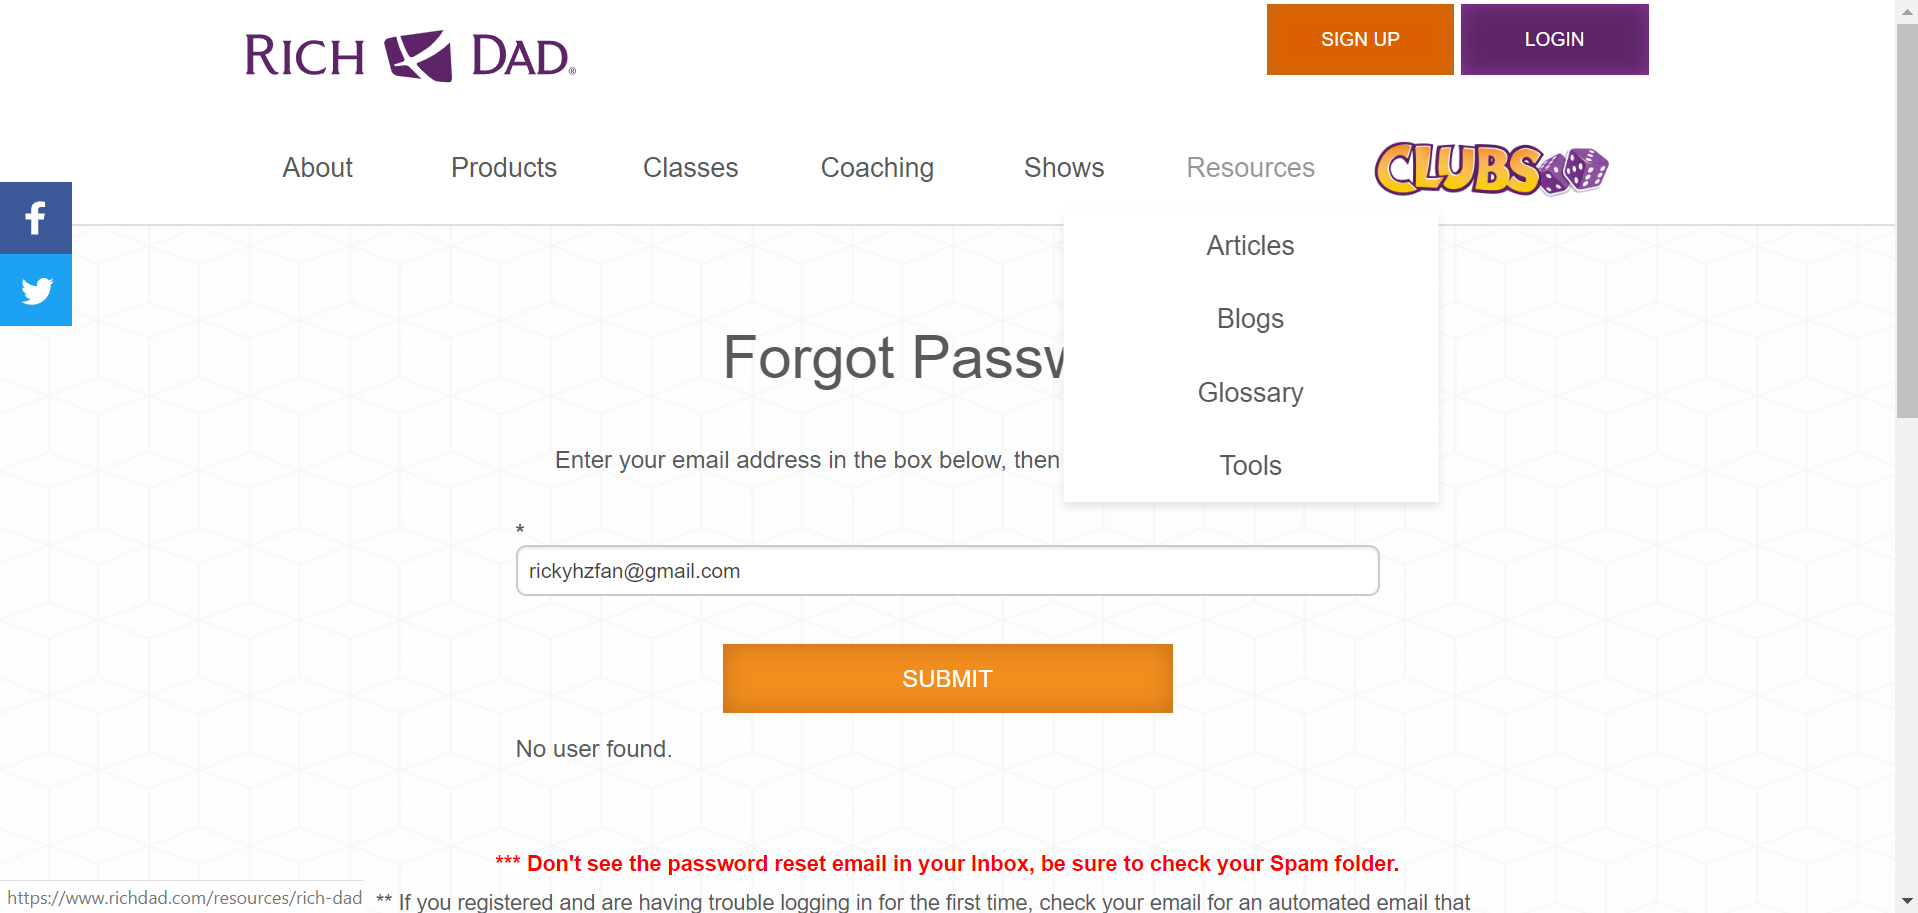 RICH DAD®
SIGN UP
LOGIN
About
Products
Classes
Coaching
Shows
Resources
CLUBS
Articles
Blogs
Glossary
Tools
Forgot Passw
Enter your email address in the box below, then
*
rickyhzfan@gmail.com
SUBMIT
No user found.
*** Don't see the password reset email in your Inbox, be sure to check your Spam folder.
** If you registered and are having trouble logging in for the first time, check your email for an automated email that
https://www.richdad.com/resources/rich-dad